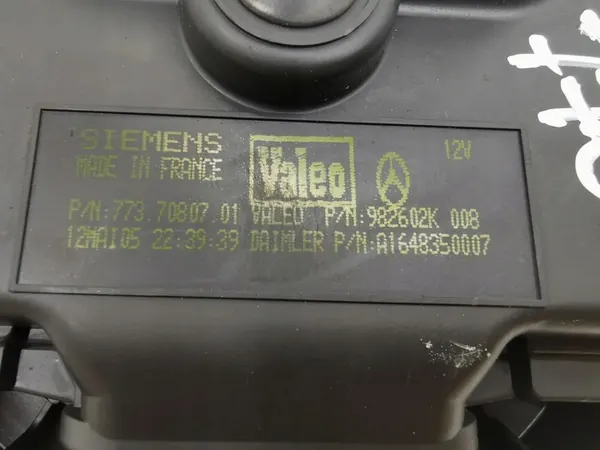 SIEMENS Valeo 12V
MADE IN FRANCE
P/N:773.70807.01 VALEO P/N:982602K 008
12MAI05 22:39:39 DAIMLER P/N:A1648350007